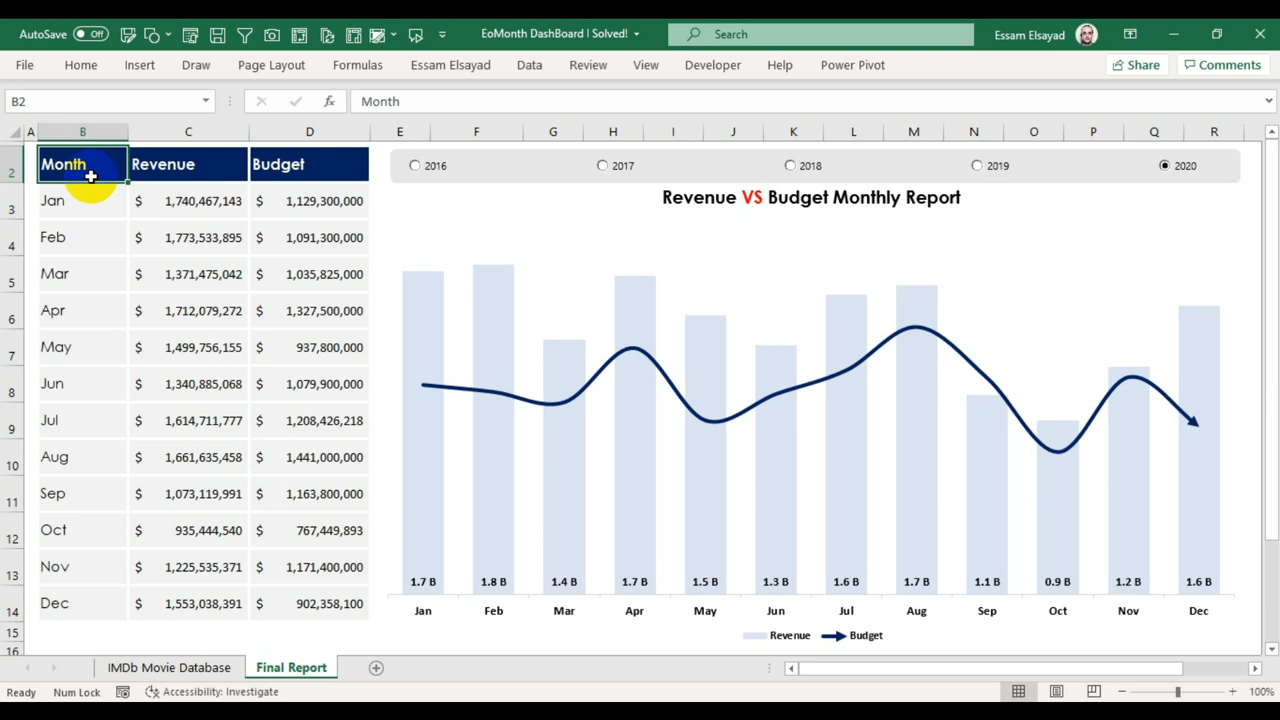 AutoSave Off EoMonth DashBoard | Solved! Search Essam Elsayad
File Home Insert Draw Page Layout Formulas Essam Elsayad Data Review View Developer Help Power Pivot Share Comments
B2 fx Month
A B C D E F G H I J K L M N O P Q R
2 Month Revenue Budget 2016 2017 2018 2019 2020
Revenue VS Budget Monthly Report
3 Jan $ 1,740,467,143 $ 1,129,300,000
4 Feb $ 1,773,533,895 $ 1,091,300,000
5 Mar $ 1,371,475,042 $ 1,035,825,000
6 Apr $ 1,712,079,272 $ 1,327,500,000
7 May $ 1,499,756,155 $ 937,800,000
8 Jun $ 1,340,885,068 $ 1,079,900,000
9 Jul $ 1,614,711,777 $ 1,208,426,218
10 Aug $ 1,661,635,458 $ 1,441,000,000
11 Sep $ 1,073,119,991 $ 1,163,800,000
12 Oct $ 935,444,540 $ 767,449,893
13 Nov $ 1,225,535,371 $ 1,171,400,000
14 Dec $ 1,553,038,391 $ 902,358,100
15
16
1.7 B 1.8 B 1.4 B 1.7 B 1.5 B 1.3 B 1.6 B 1.7 B 1.1 B 0.9 B 1.2 B 1.6 B
Jan Feb Mar Apr May Jun Jul Aug Sep Oct Nov Dec
Revenue Budget
IMDb Movie Database Final Report
Ready Num Lock Accessibility: Investigate 100%